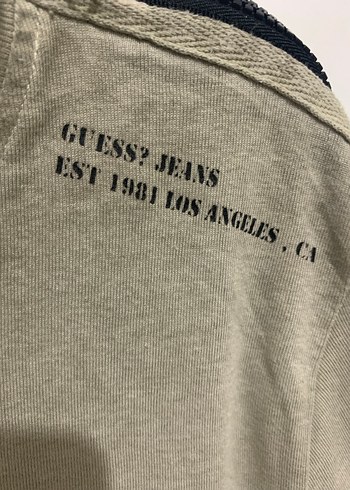 GUESS? JEANS
EST 1981 LOS ANGELES , CA